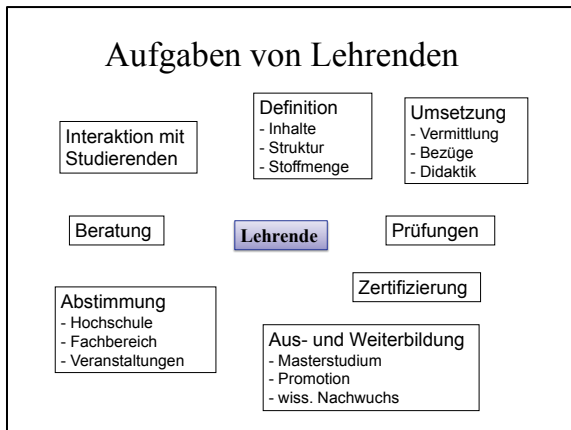 Aufgaben von Lehrenden
Interaktion mit
Studierenden
Definition
- Inhalte
- Struktur
- Stoffmenge
Umsetzung
- Vermittlung
- Bezüge
- Didaktik
Beratung
Lehrende
Prüfungen
Zertifizierung
Abstimmung
- Hochschule
- Fachbereich
- Veranstaltungen
Aus- und Weiterbildung
- Masterstudium
- Promotion
- wiss. Nachwuchs